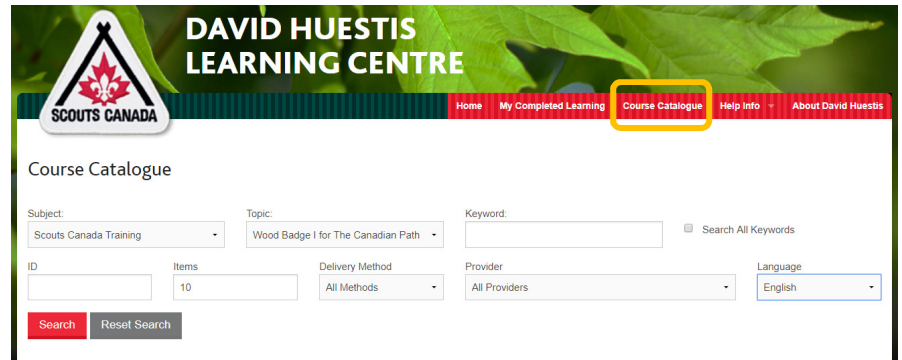 DAVID HUESTIS
LEARNING CENTRE
SCOUTS CANADA
Home My Completed Learning Course Catalogue Help Info About David Huestis
Course Catalogue
Subject: Topic: Keyword:
Scouts Canada Training Wood Badge I for The Canadian Path Search All Keywords
ID Items Delivery Method Provider Language
10 All Methods All Providers English
Search Reset Search